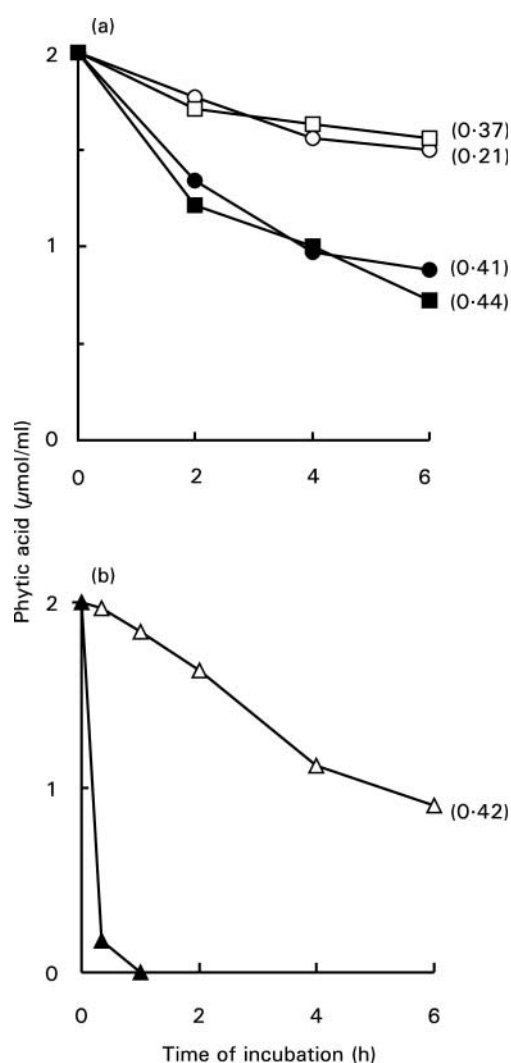 (a)
2
1
0
(0·37)
(0·21)
(0·41)
(0·44)
0 2 4 6
Phytic acid (µmol/ml)
(b)
2
1
0
(0·42)
0 2 4 6
Time of incubation (h)